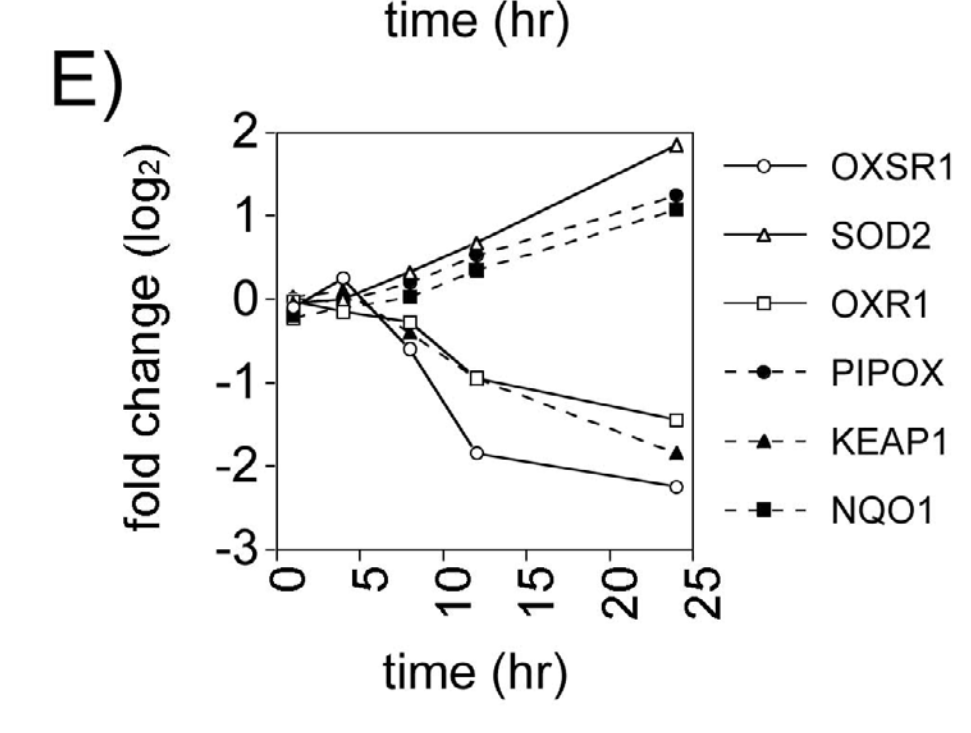 time (hr)
E)
fold change (log₂)
2
1
0
-1
-2
-3
0
5
10
15
20
25
time (hr)
OXSR1
SOD2
OXR1
PIPOX
KEAP1
NQO1